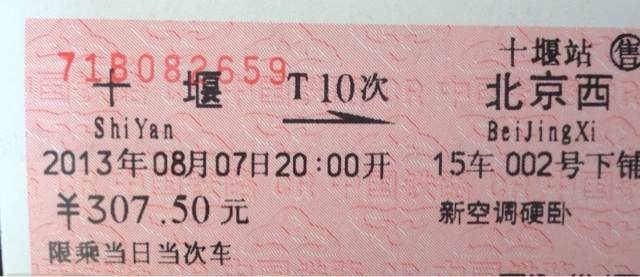 十堰站 售
718082659
十堰 T10次 北京西
ShiYan BeiJingXi
2013年08月07日20:00开 15车 002号下铺
￥307.50元 新空调硬卧
限乘当日当次车